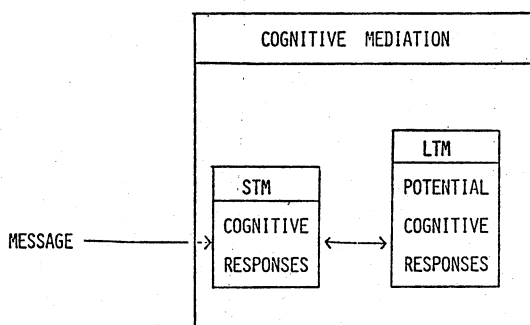 COGNITIVE MEDIATION
LTM
STM
POTENTIAL
MESSAGE
COGNITIVE
RESPONSES
COGNITIVE
RESPONSES